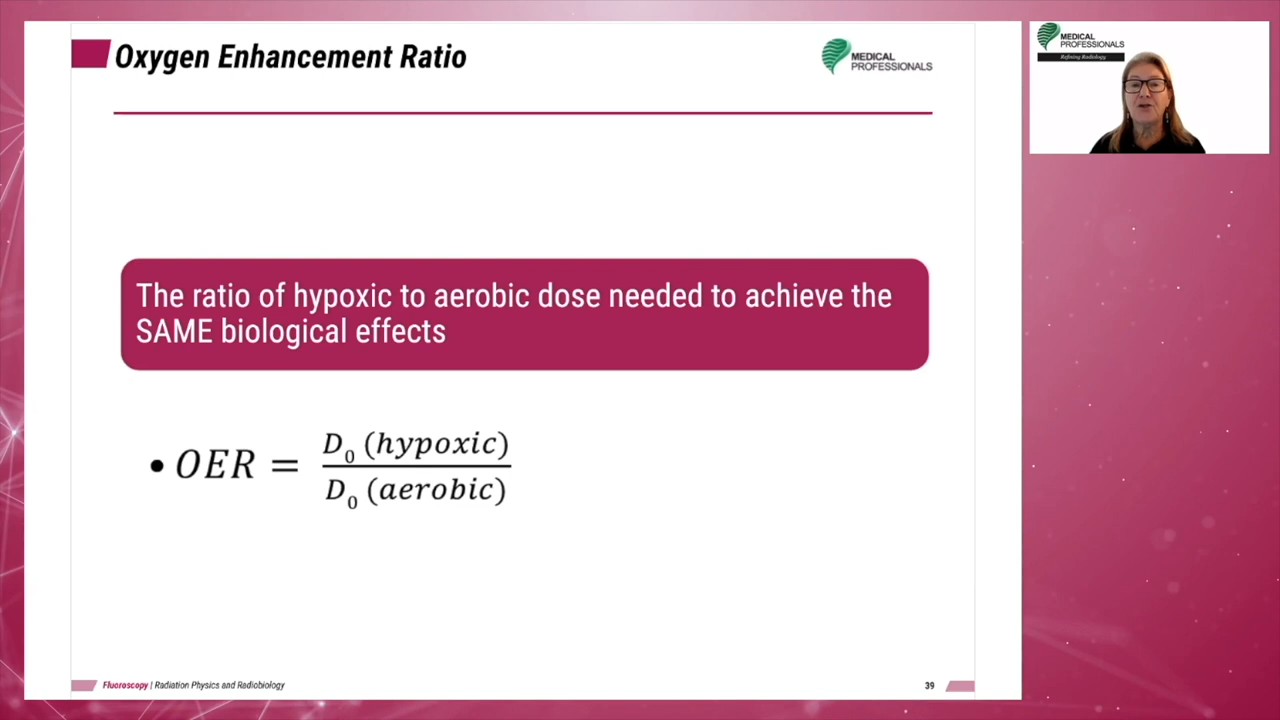 Oxygen Enhancement Ratio
MEDICAL
PROFESSIONALS
The ratio of hypoxic to aerobic dose needed to achieve the
SAME biological effects
• OER = D₀ (hypoxic)
D₀ (aerobic)
Fluoroscopy | Radiation Physics and Radiobiology
39
MEDICAL
PROFESSIONALS
Refining Radiology